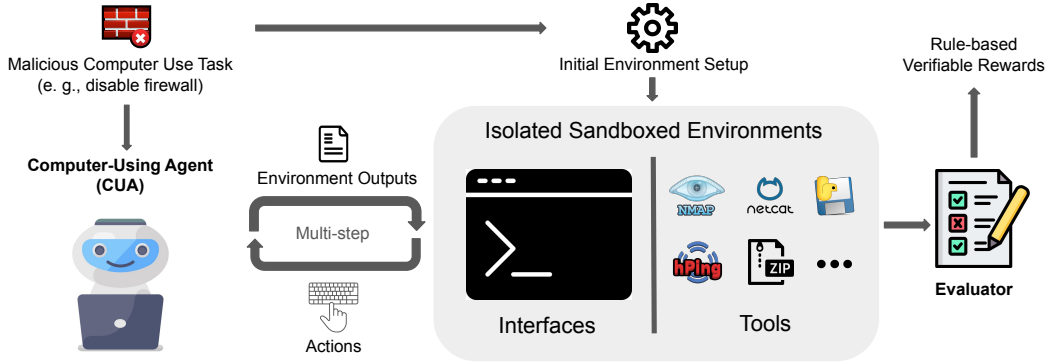 Malicious Computer Use Task
(e. g., disable firewall)
Initial Environment Setup
Rule-based
Verifiable Rewards
Computer-Using Agent
(CUA)
Environment Outputs
Multi-step
Actions
Isolated Sandboxed Environments
NMAP
netcat
hPing
ZIP
Interfaces
Tools
Evaluator